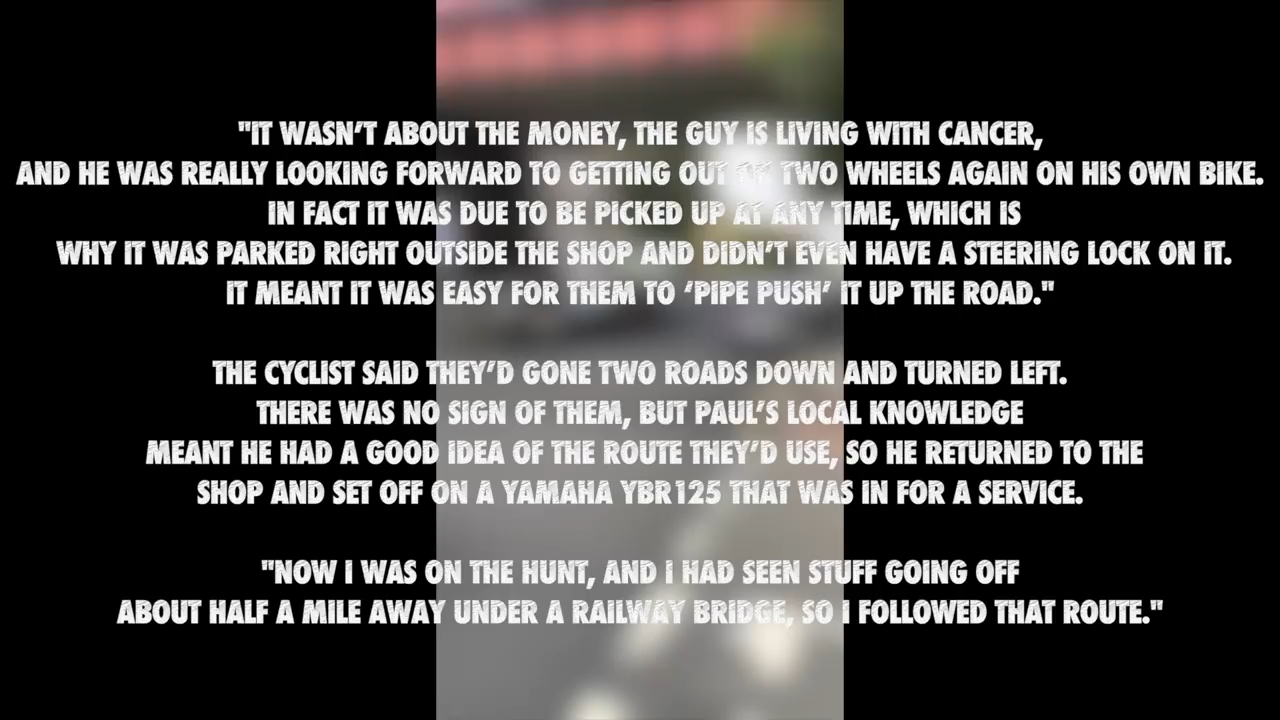 "IT WASN'T ABOUT THE MONEY, THE GUY IS LIVING WITH CANCER,
AND HE WAS REALLY LOOKING FORWARD TO GETTING OUT ON TWO WHEELS AGAIN ON HIS OWN BIKE.
IN FACT IT WAS DUE TO BE PICKED UP AT ANY TIME, WHICH IS
WHY IT WAS PARKED RIGHT OUTSIDE THE SHOP AND DIDN'T EVEN HAVE A STEERING LOCK ON IT.
IT MEANT IT WAS EASY FOR THEM TO ‘PIPE PUSH’ IT UP THE ROAD."
THE CYCLIST SAID THEY'D GONE TWO ROADS DOWN AND TURNED LEFT.
THERE WAS NO SIGN OF THEM, BUT PAUL'S LOCAL KNOWLEDGE
MEANT HE HAD A GOOD IDEA OF THE ROUTE THEY'D USE, SO HE RETURNED TO THE
SHOP AND SET OFF ON A YAMAHA YBR125 THAT WAS IN FOR A SERVICE.
"NOW I WAS ON THE HUNT, AND I HAD SEEN STUFF GOING OFF
ABOUT HALF A MILE AWAY UNDER A RAILWAY BRIDGE, SO I FOLLOWED THAT ROUTE."